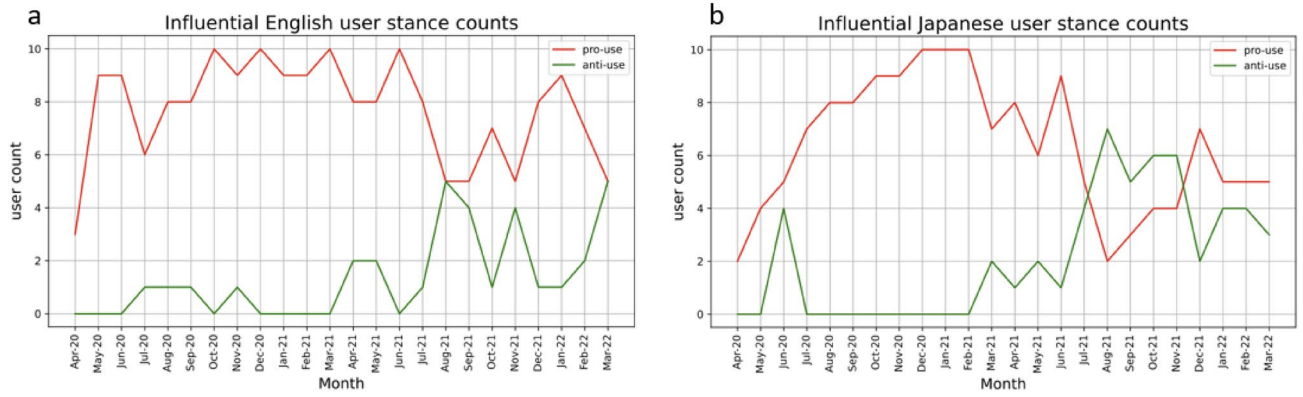 a
Influential English user stance counts
pro-use
anti-use
10
8
6
4
2
0
user count
Apr-20
May-20
Jun-20
Jul-20
Aug-20
Sep-20
Oct-20
Nov-20
Dec-20
Jan-21
Feb-21
Mar-21
Apr-21
May-21
Jun-21
Jul-21
Aug-21
Sep-21
Oct-21
Nov-21
Dec-21
Jan-22
Feb-22
Mar-22
Month
b
Influential Japanese user stance counts
pro-use
anti-use
10
8
6
4
2
0
user count
Apr-20
May-20
Jun-20
Jul-20
Aug-20
Sep-20
Oct-20
Nov-20
Dec-20
Jan-21
Feb-21
Mar-21
Apr-21
May-21
Jun-21
Jul-21
Aug-21
Sep-21
Oct-21
Nov-21
Dec-21
Jan-22
Feb-22
Mar-22
Month